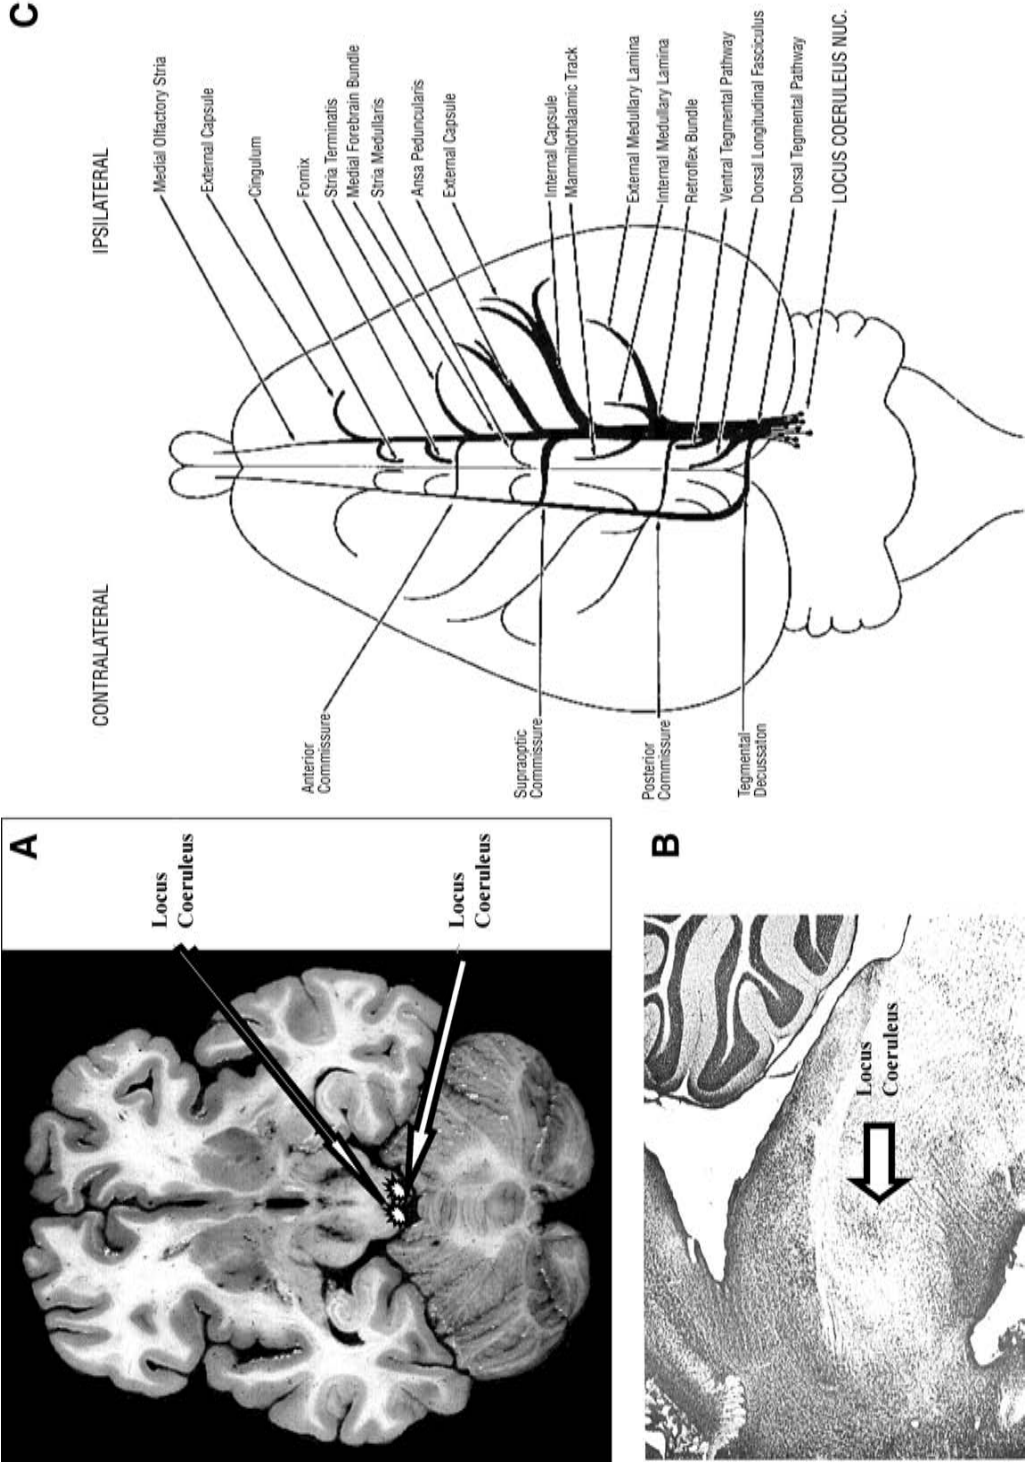 A
Locus
Coeruleus
Locus
Coeruleus
B
Locus
Coeruleus
C
CONTRALATERAL
IPSILATERAL
Anterior
Commissure
Supraoptic
Commissure
Posterior
Commissure
Tegmental
Decussaton
Medial Olfactory Stria
External Capsule
Cingulum
Fornix
Stria Terminatis
Medial Forebrain Bundle
Stria Medullaris
Ansa Peduncularis
External Capsule
Internal Capsule
Mammilothalamic Track
External Medullary Lamina
Internal Medullary Lamina
Retroflex Bundle
Ventral Tegmental Pathway
Dorsal Longitudinal Fasciculus
Dorsal Tegmental Pathway
LOCUS COERULEUS NUC.